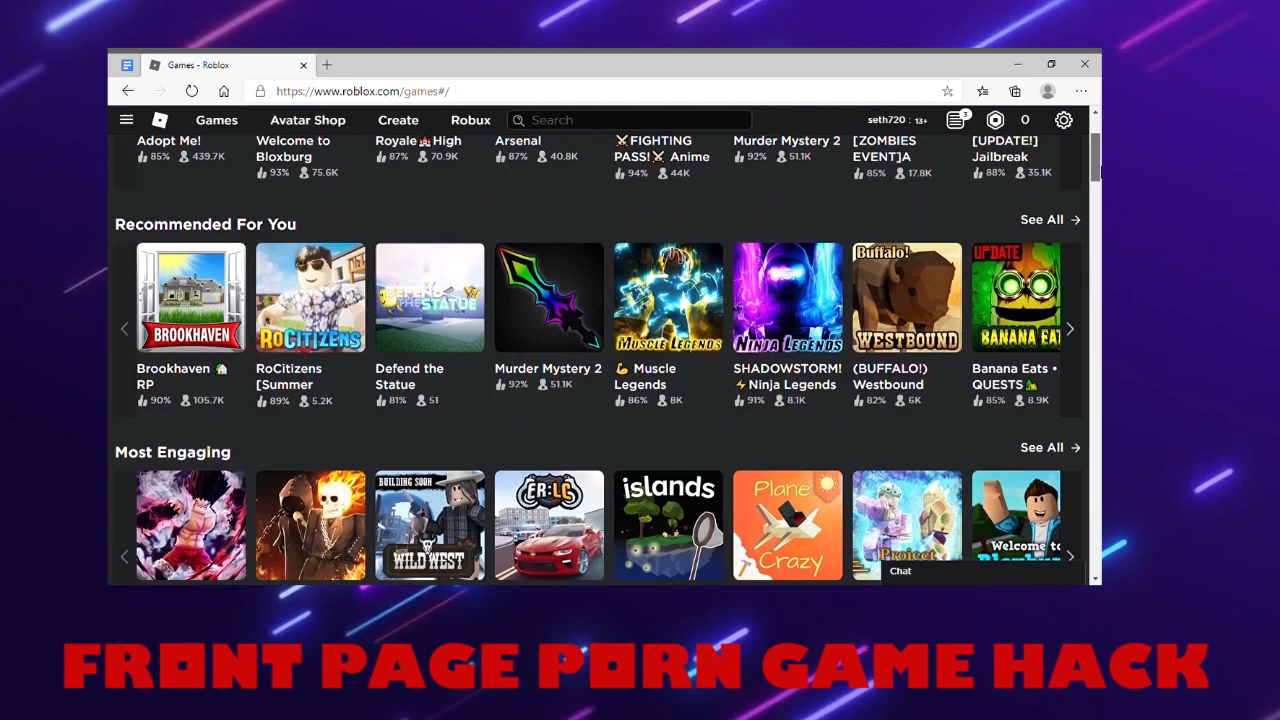 Games - Roblox
https://www.roblox.com/games#/
Games Avatar Shop Create Robux Search seth720 : 13+ 3 0
Adopt Me!
85% 439.7K
Welcome to
Bloxburg
93% 75.6K
Royale🏰High
87% 70.9K
Arsenal
87% 40.8K
⚔️FIGHTING
PASS!⚔️ Anime
94% 44K
Murder Mystery 2
92% 51.1K
[ZOMBIES
EVENT]A
85% 17.8K
[UPDATE!]
Jailbreak
88% 35.1K
Recommended For You See All →
BROOKHAVEN
Brookhaven 🏡
RP
90% 105.7K
ROCITIZENS
RoCitizens
[Summer
89% 5.2K
DEFEND
THE STATUE
Defend the
Statue
81% 51
Murder Mystery 2
92% 51.1K
MUSCLE LEGENDS
💪 Muscle
Legends
86% 8K
NINJA LEGENDS
SHADOWSTORM!
⚡Ninja Legends
91% 8.1K
Buffalo!
WESTBOUND
(BUFFALO!)
Westbound
82% 6K
UPDATE
BANANA EAT
Banana Eats •
QUESTS🏡
85% 8.9K
Most Engaging See All →
BUILDING SOON
WILD WEST
ER:LC
islands
Plane
Crazy
Project
Welcome to
Chat
FRONT PAGE PORN GAME HACK